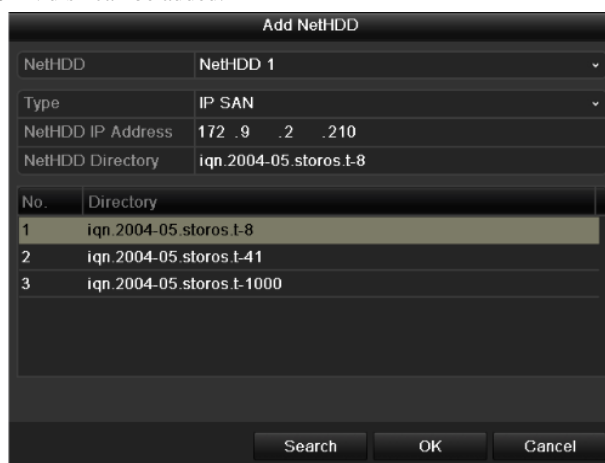 Add NetHDD
NetHDD NetHDD 1
Type IP SAN
NetHDD IP Address 172 .9 .2 .210
NetHDD Directory iqn.2004-05.storos.t-8
No. Directory
1 iqn.2004-05.storos.t-8
2 iqn.2004-05.storos.t-41
3 iqn.2004-05.storos.t-1000
Search OK Cancel